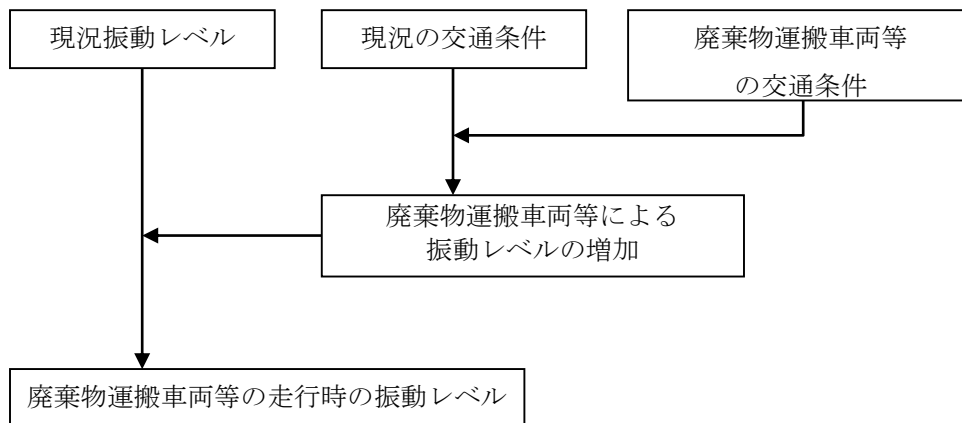 現況振動レベル
現況の交通条件
廃棄物運搬車両等
の交通条件
廃棄物運搬車両等による
振動レベルの増加
廃棄物運搬車両等の走行時の振動レベル